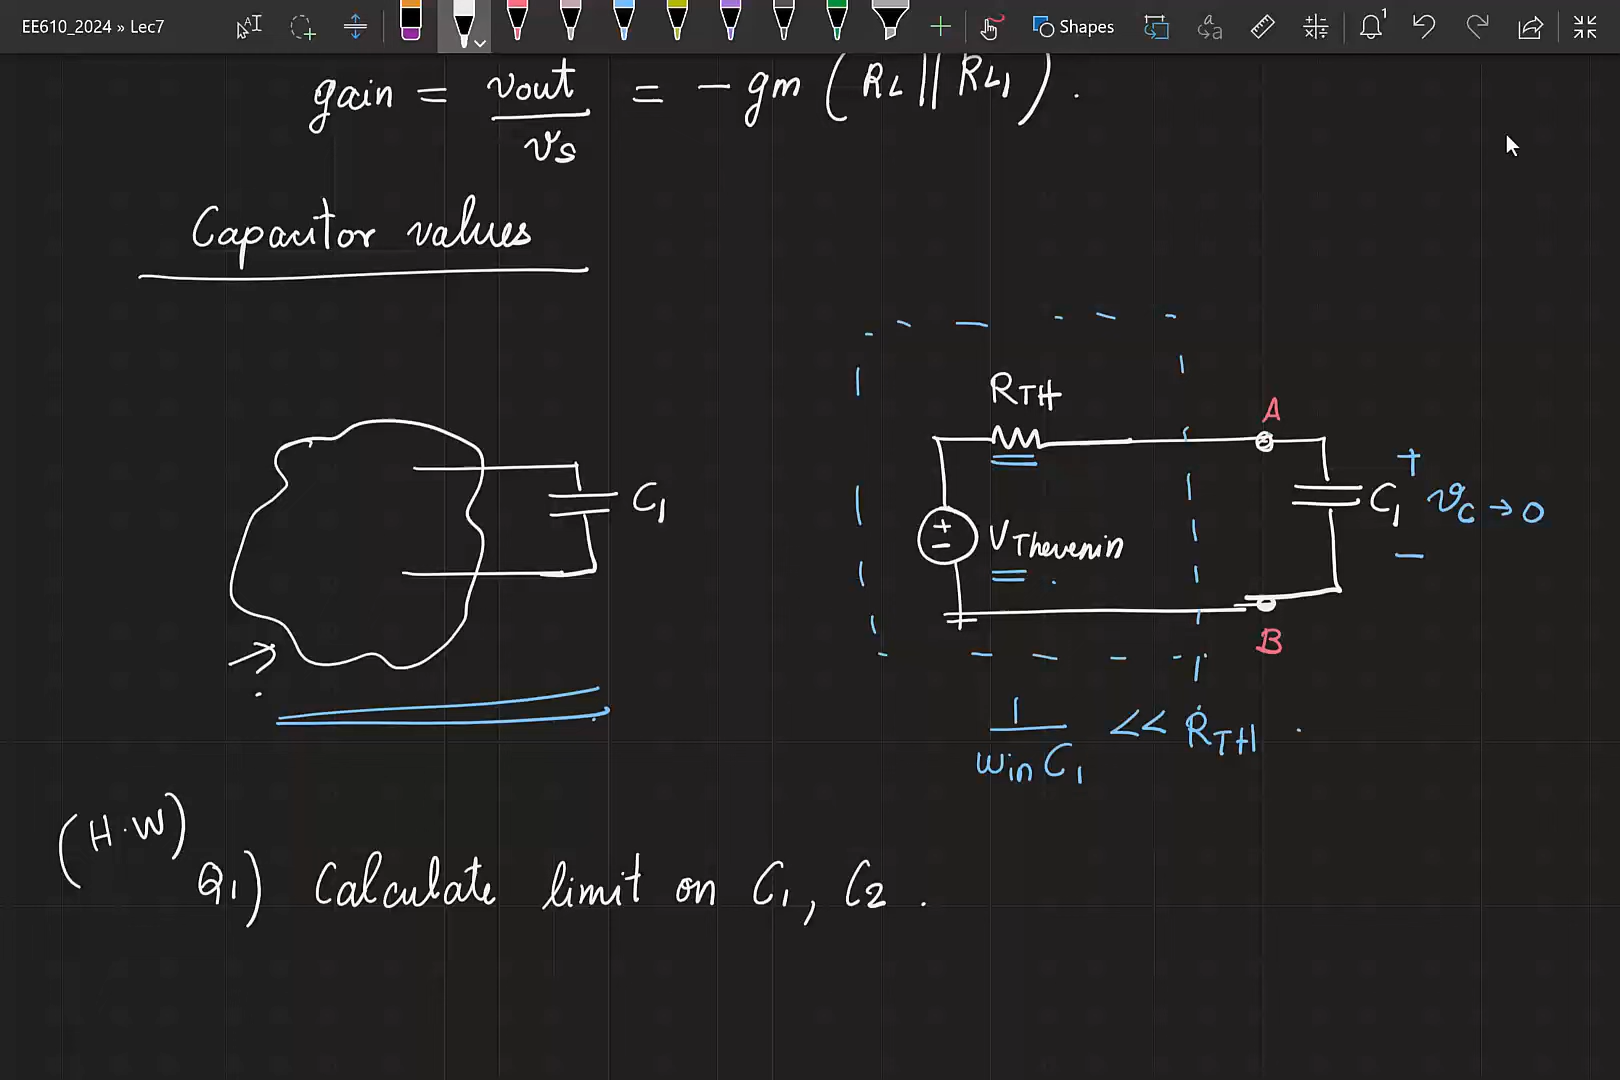 EE610_2024 » Lec7
Shapes
1
gain = vout / vs = - gm ( RL || RL1 ) .
Capacitor values
C1
RTH
A
+
−
VThevenin
C1
+
vc → 0
−
B
1 / win C1 << RTH .
(H.W)
Q1) Calculate limit on C1, C2 .